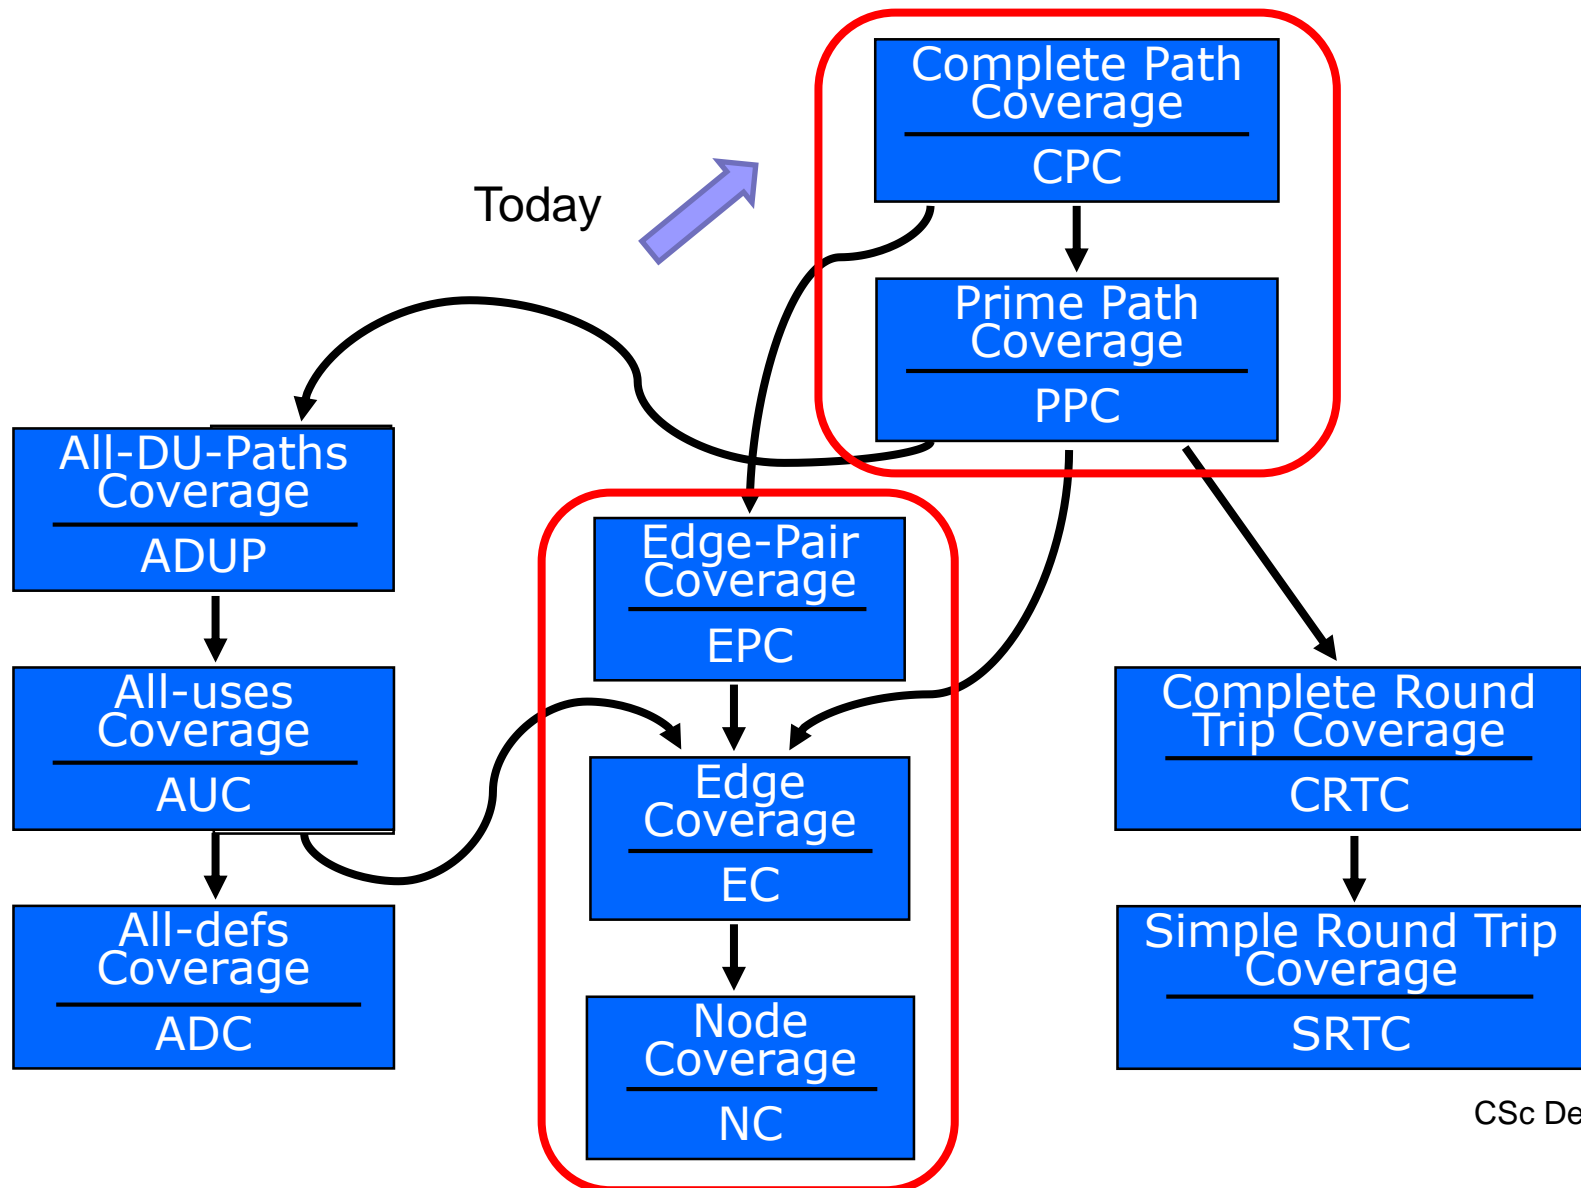 Complete Path
Coverage
CPC
Today
Prime Path
Coverage
PPC
All-DU-Paths
Coverage
ADUP
Edge-Pair
Coverage
EPC
All-uses
Coverage
AUC
Complete Round
Trip Coverage
CRTC
Edge
Coverage
EC
All-defs
Coverage
ADC
Simple Round Trip
Coverage
SRTC
Node
Coverage
NC
CSc De